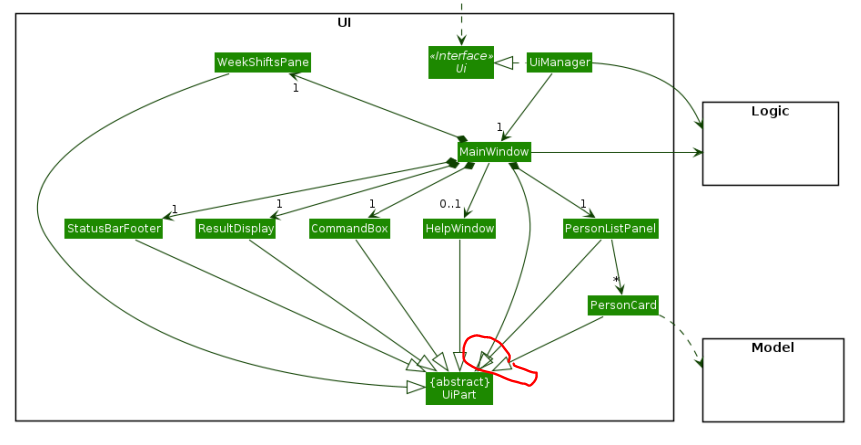 UI
WeekShiftsPane
«Interface»
Ui
UiManager
1
1
Logic
MainWindow
1
1
1
0..1
1
StatusBarFooter
ResultDisplay
CommandBox
HelpWindow
PersonListPanel
*
PersonCard
Model
{abstract}
UiPart